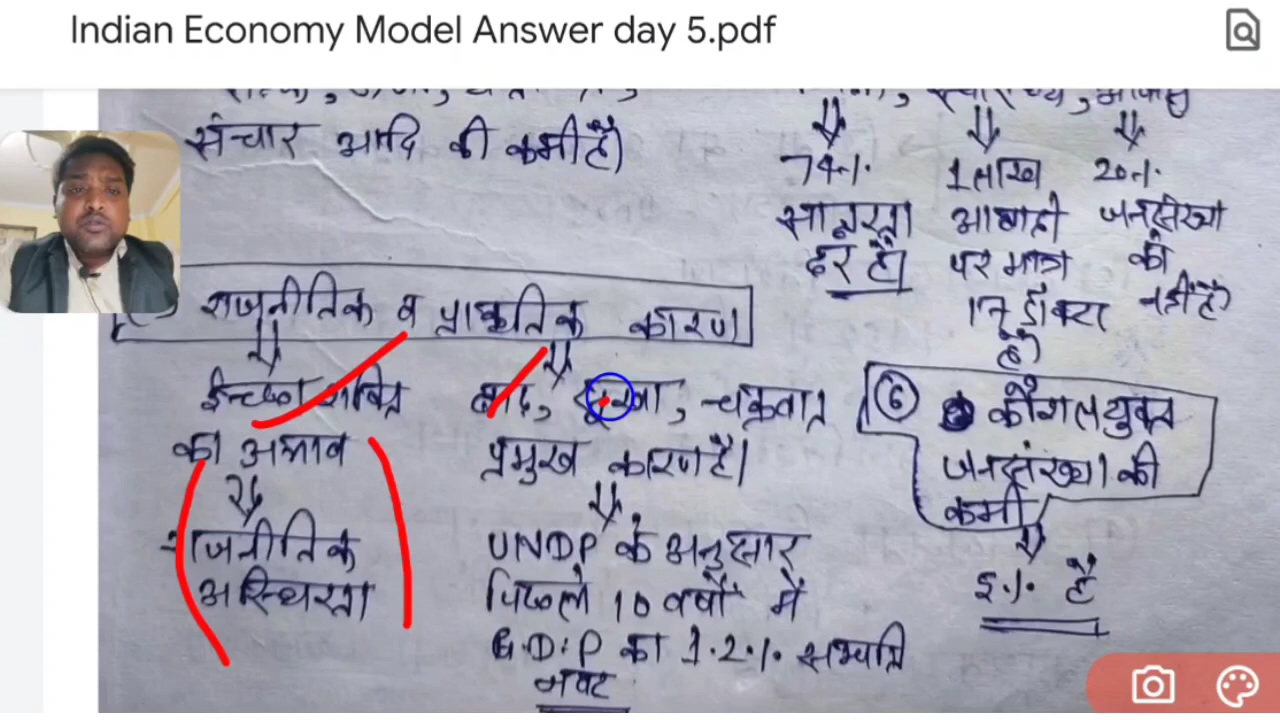 Indian Economy Model Answer day 5.pdf
संचार आदि की कमी है।
74%
साक्षरता
दर है।
1 लाख
आबादी
पर मात्र
17 डॉक्टर
है।
20%
जनसंख्या
की
नहीं है।
राजनीतिक व प्राकृतिक कारण
इच्छा शक्ति
का अभाव
राजनीतिक
अस्थिरता
बाढ़, सूखा, चक्रवात
प्रमुख कारण है।
UNDP के अनुसार
पिछले 10 वर्षों में
G.D.P का 1.2% सम्पत्ति
नष्ट
6 कौशलयुक्त
जनसंख्या की
कमी
5% है